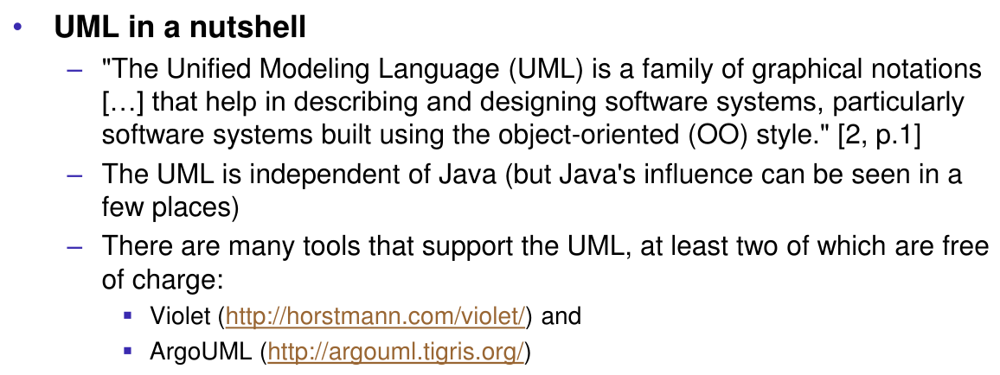 • UML in a nutshell
– "The Unified Modeling Language (UML) is a family of graphical notations
[…] that help in describing and designing software systems, particularly
software systems built using the object-oriented (OO) style." [2, p.1]
– The UML is independent of Java (but Java's influence can be seen in a
few places)
– There are many tools that support the UML, at least two of which are free
of charge:
▪ Violet (http://horstmann.com/violet/) and
▪ ArgoUML (http://argouml.tigris.org/)